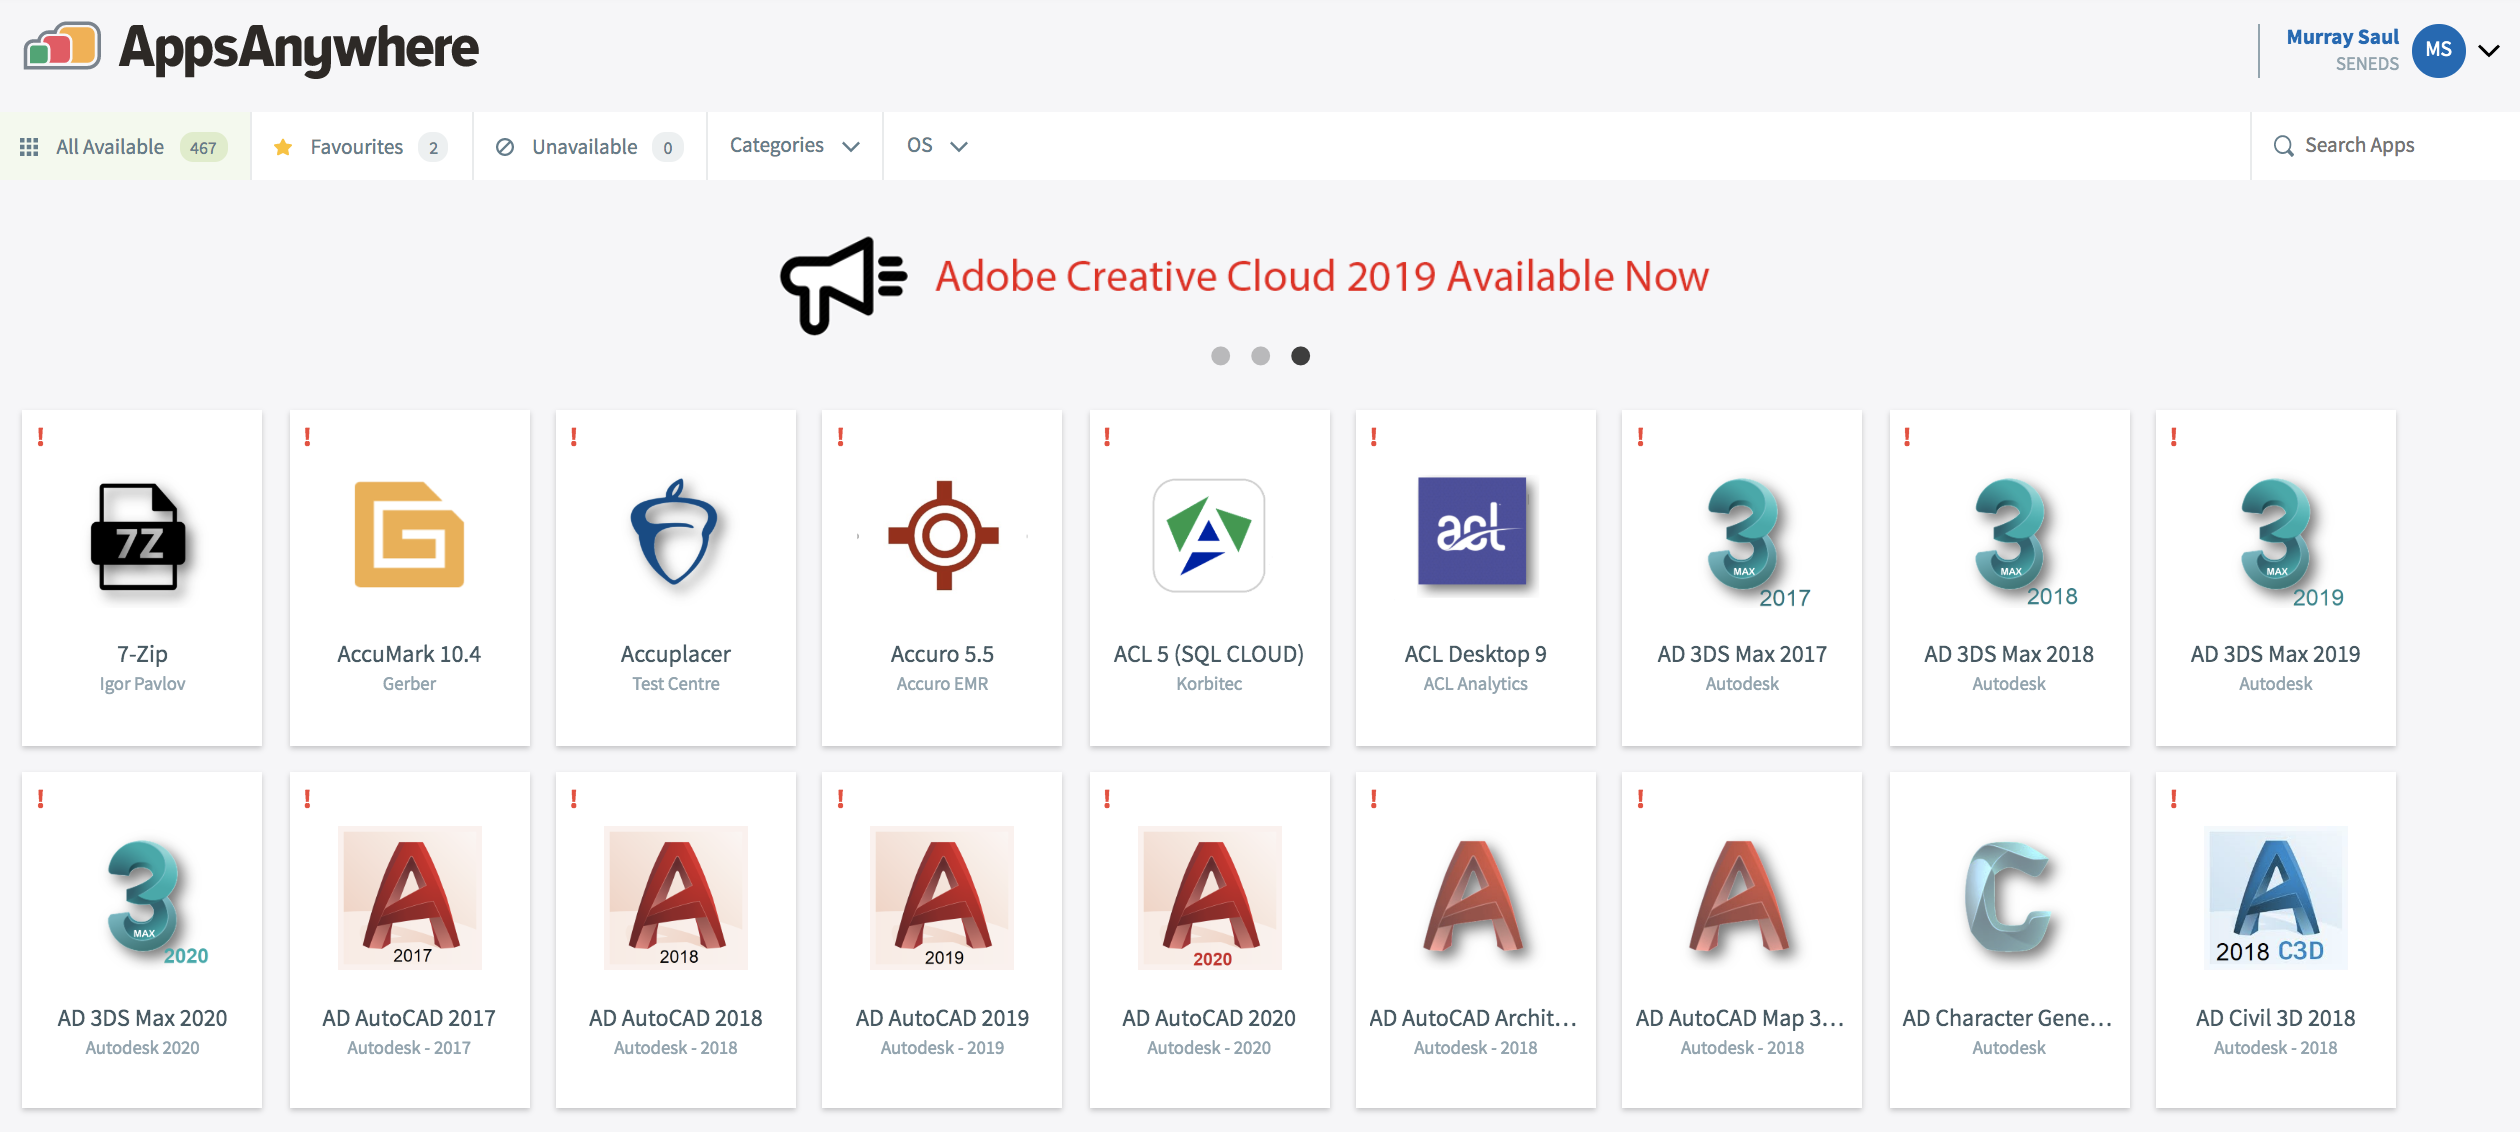 AppsAnywhere
Murray Saul
SENEDS
MS
All Available 467
Favourites 2
Unavailable 0
Categories
OS
Search Apps
Adobe Creative Cloud 2019 Available Now
!
7Z
7-Zip
Igor Pavlov
!
AccuMark 10.4
Gerber
!
Accuplacer
Test Centre
!
Accuro 5.5
Accuro EMR
!
ACL 5 (SQL CLOUD)
Korbitec
!
acl
ACL Desktop 9
ACL Analytics
!
3
MAX
2017
AD 3DS Max 2017
Autodesk
!
3
MAX
2018
AD 3DS Max 2018
Autodesk
!
3
MAX
2019
AD 3DS Max 2019
Autodesk
!
3
MAX
2020
AD 3DS Max 2020
Autodesk 2020
!
A
2017
AD AutoCAD 2017
Autodesk - 2017
!
A
2018
AD AutoCAD 2018
Autodesk - 2018
!
A
2019
AD AutoCAD 2019
Autodesk - 2019
!
A
2020
AD AutoCAD 2020
Autodesk - 2020
!
A
AD AutoCAD Archit...
Autodesk - 2018
!
A
AD AutoCAD Map 3...
Autodesk - 2018
C
AD Character Gene...
Autodesk
!
A
2018 C3D
AD Civil 3D 2018
Autodesk - 2018